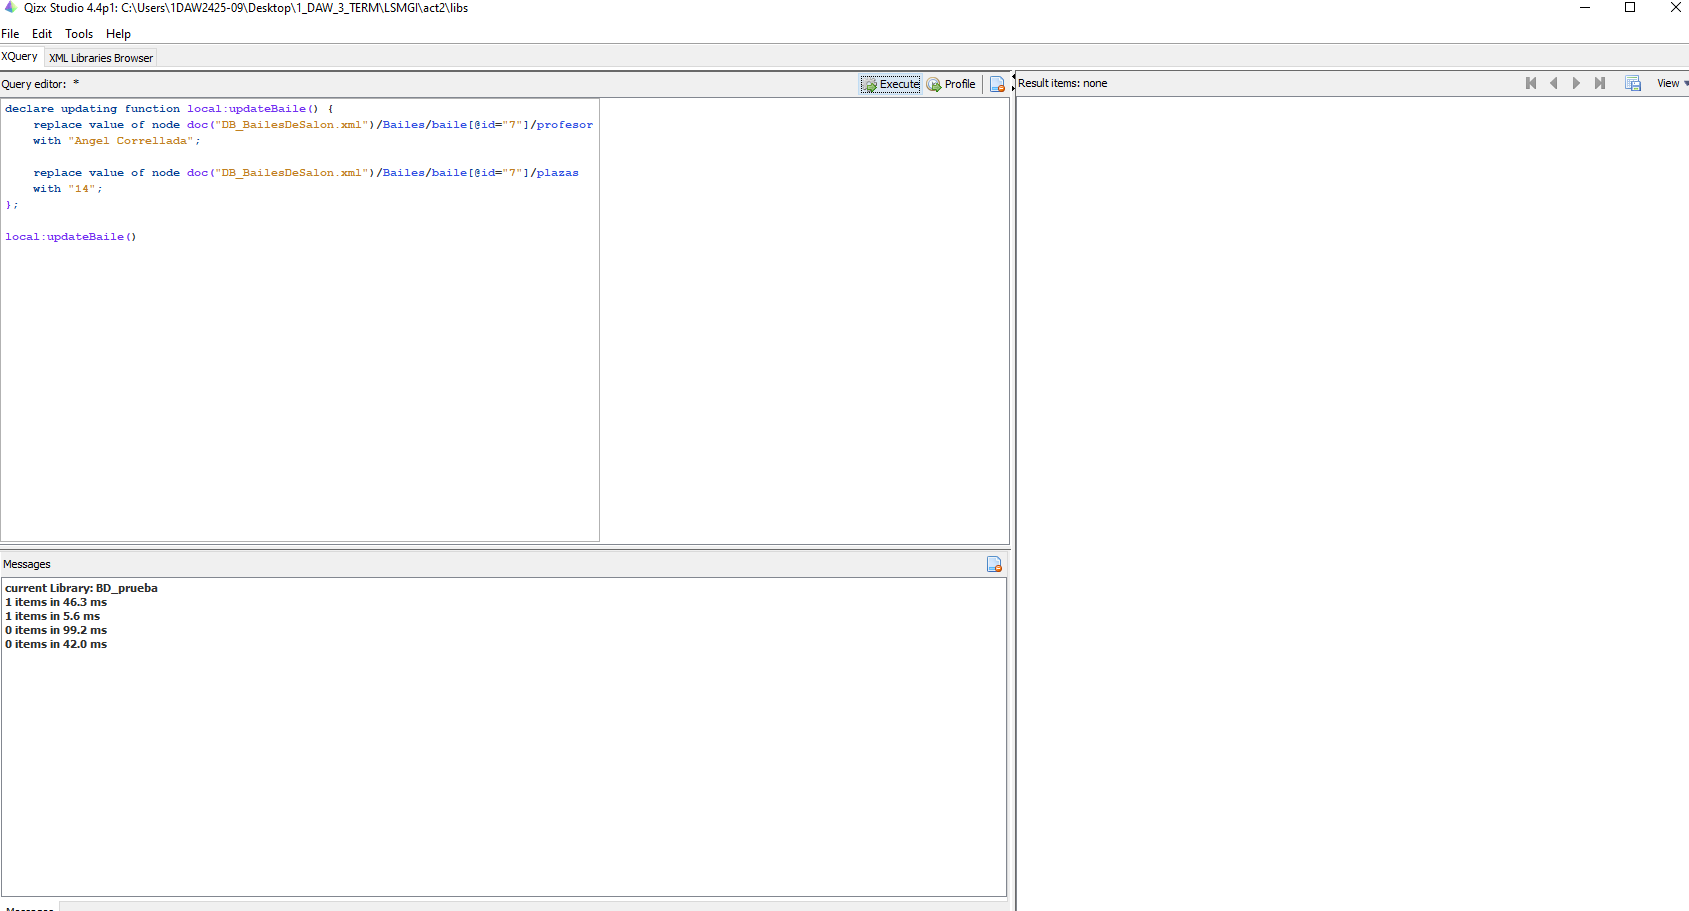 Qizx Studio 4.4p1: C:\Users\1DAW2425-09\Desktop\1_DAW_3_TERM\LSMGI\act2\libs
File Edit Tools Help
XQuery XML Libraries Browser
Query editor: * Execute Profile
declare updating function local:updateBaile() {
replace value of node doc("DB_BailesDeSalon.xml")/Bailes/baile[@id="7"]/profesor
with "Angel Correllada";
replace value of node doc("DB_BailesDeSalon.xml")/Bailes/baile[@id="7"]/plazas
with "14";
};
local:updateBaile()
Result items: none View
Messages
current Library: BD_prueba
1 items in 46.3 ms
1 items in 5.6 ms
0 items in 99.2 ms
0 items in 42.0 ms
Messages